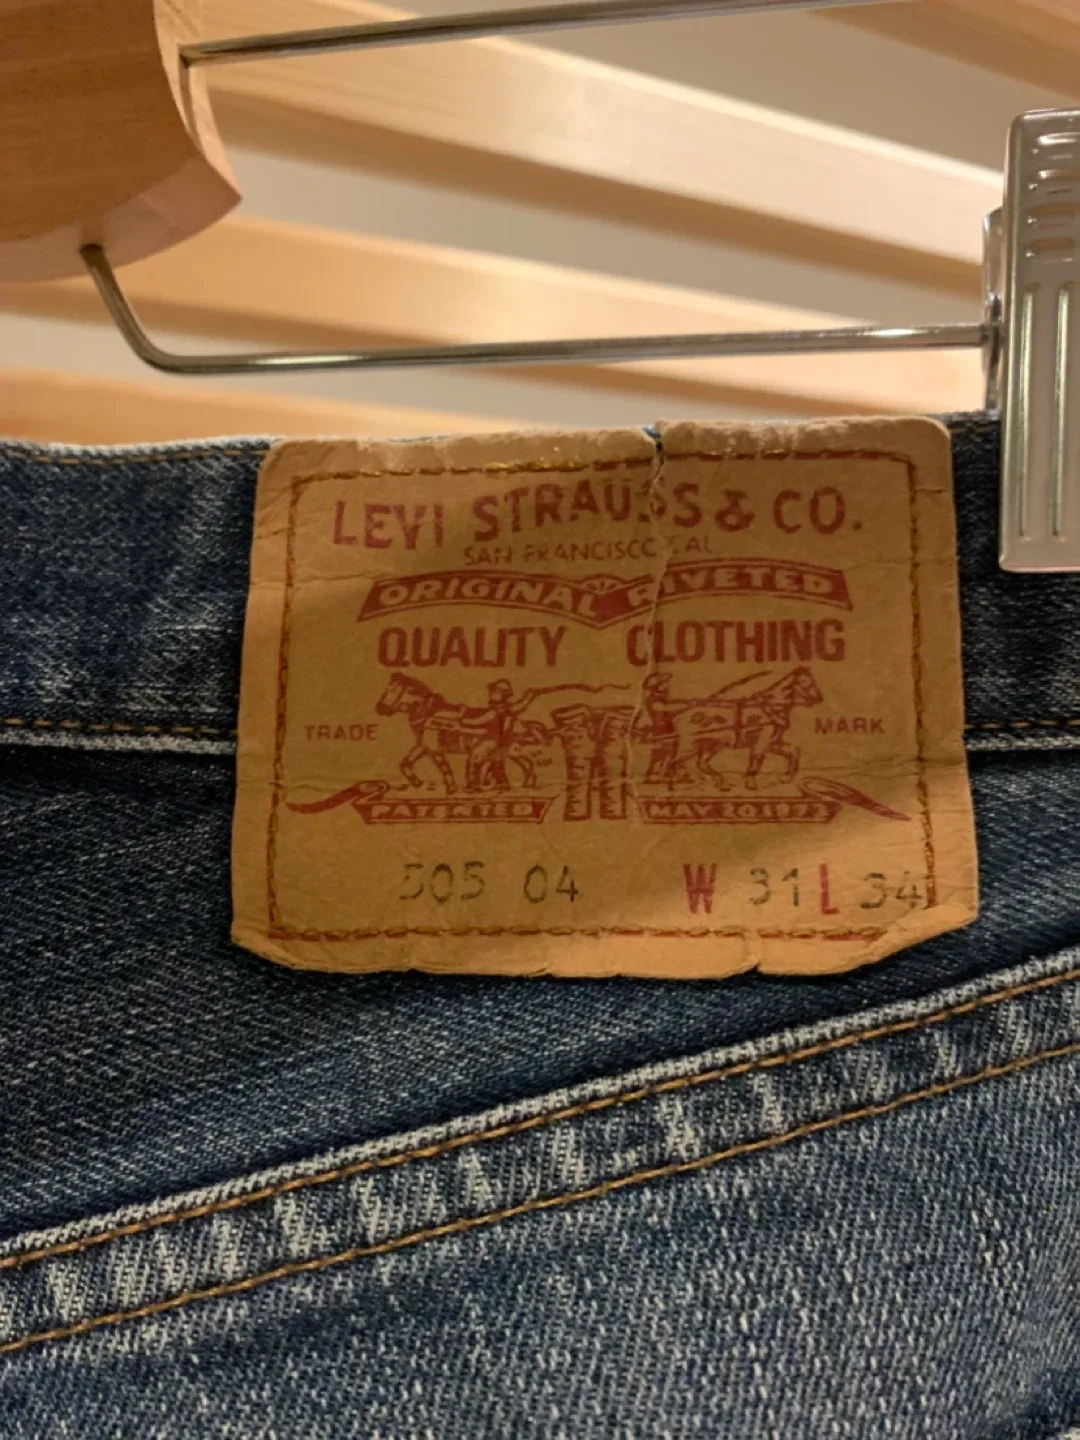 LEVI STRAUSS & CO.
SAN FRANCISCO CAL
ORIGINAL RIVETED
QUALITY CLOTHING
TRADE MARK
PATENTED MAY 20 1873
505 04 W 31 L 34